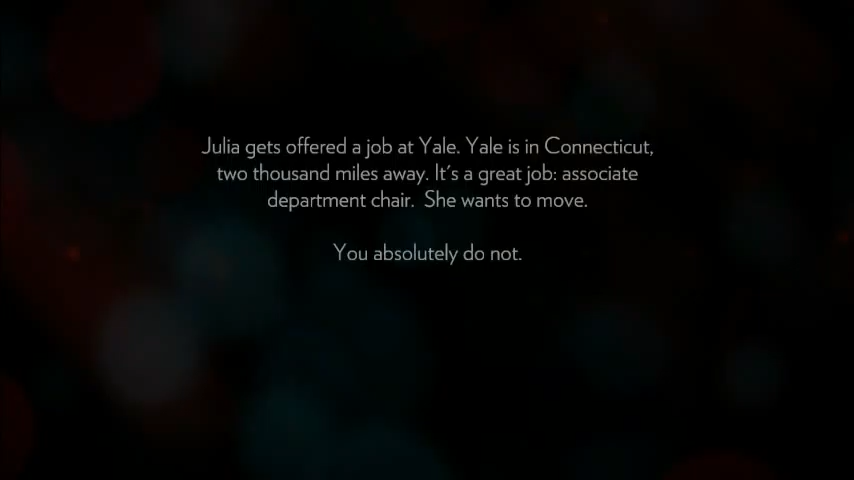 Julia gets offered a job at Yale. Yale is in Connecticut,
two thousand miles away. It's a great job: associate
department chair.  She wants to move.
You absolutely do not.